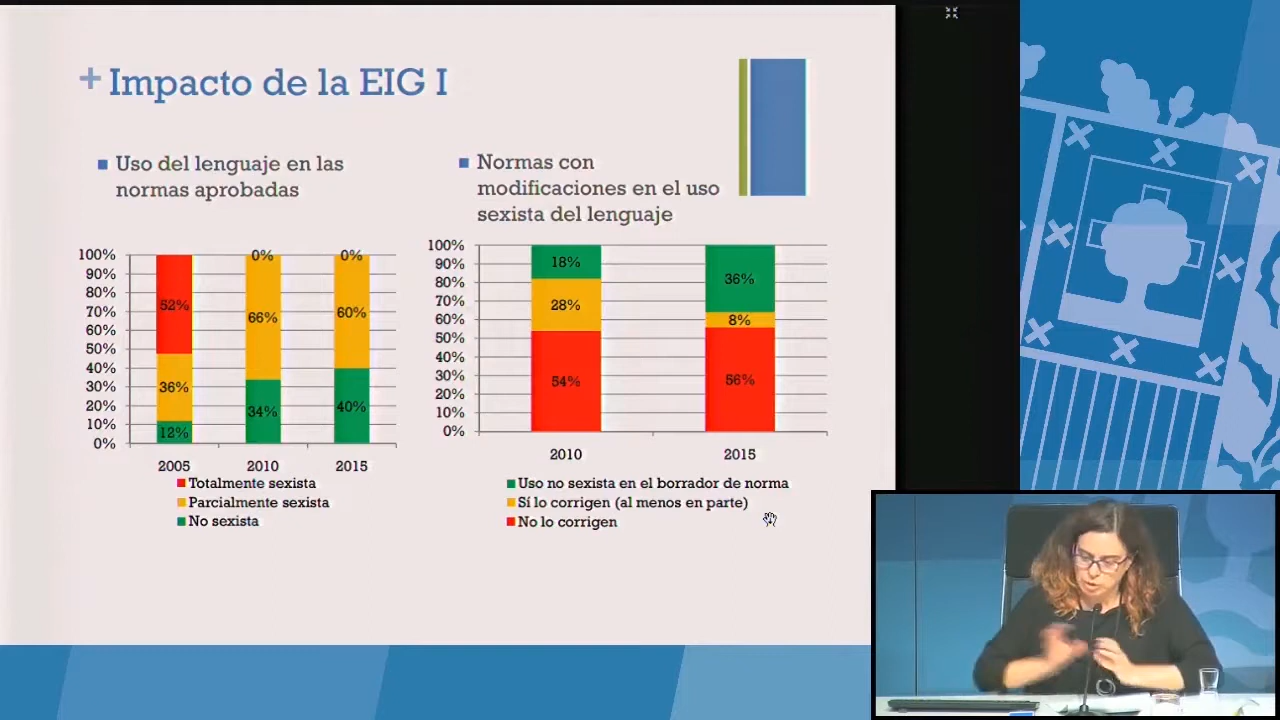 + Impacto de la EIG I
Uso del lenguaje en las
normas aprobadas
100%
90%
80%
70%
60%
50%
40%
30%
20%
10%
0%
52%
36%
12%
0%
66%
34%
0%
60%
40%
2005 2010 2015
Totalmente sexista
Parcialmente sexista
No sexista
Normas con
modificaciones en el uso
sexista del lenguaje
100%
90%
80%
70%
60%
50%
40%
30%
20%
10%
0%
18%
28%
54%
36%
8%
56%
2010 2015
Uso no sexista en el borrador de norma
Sí lo corrigen (al menos en parte)
No lo corrigen